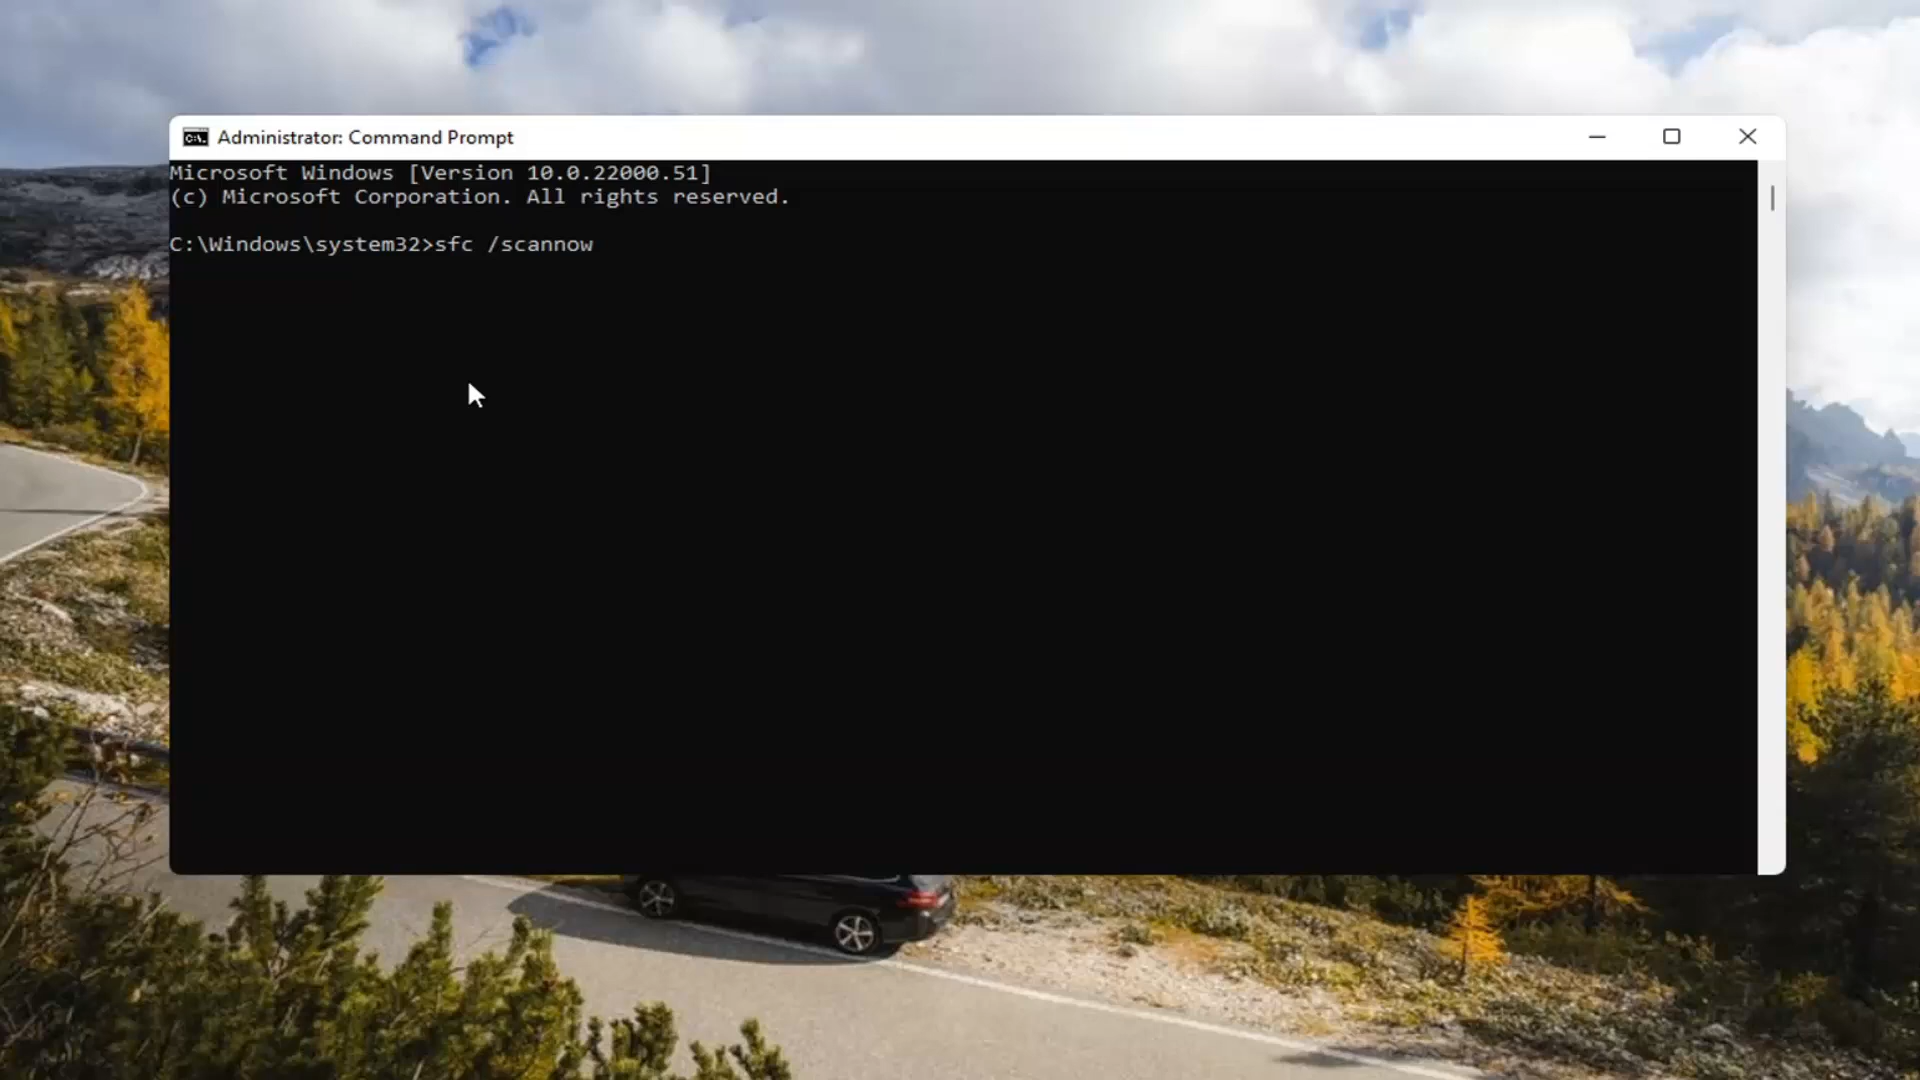 Administrator: Command Prompt
Microsoft Windows [Version 10.0.22000.51]
(c) Microsoft Corporation. All rights reserved.
C:\Windows\system32>sfc /scannow